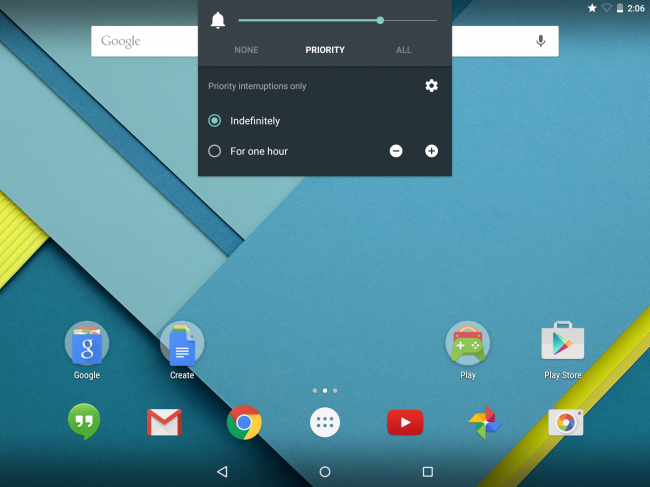 2:06
Google
NONE PRIORITY ALL
Priority interruptions only
Indefinitely
For one hour
g
Google Create Play Play Store